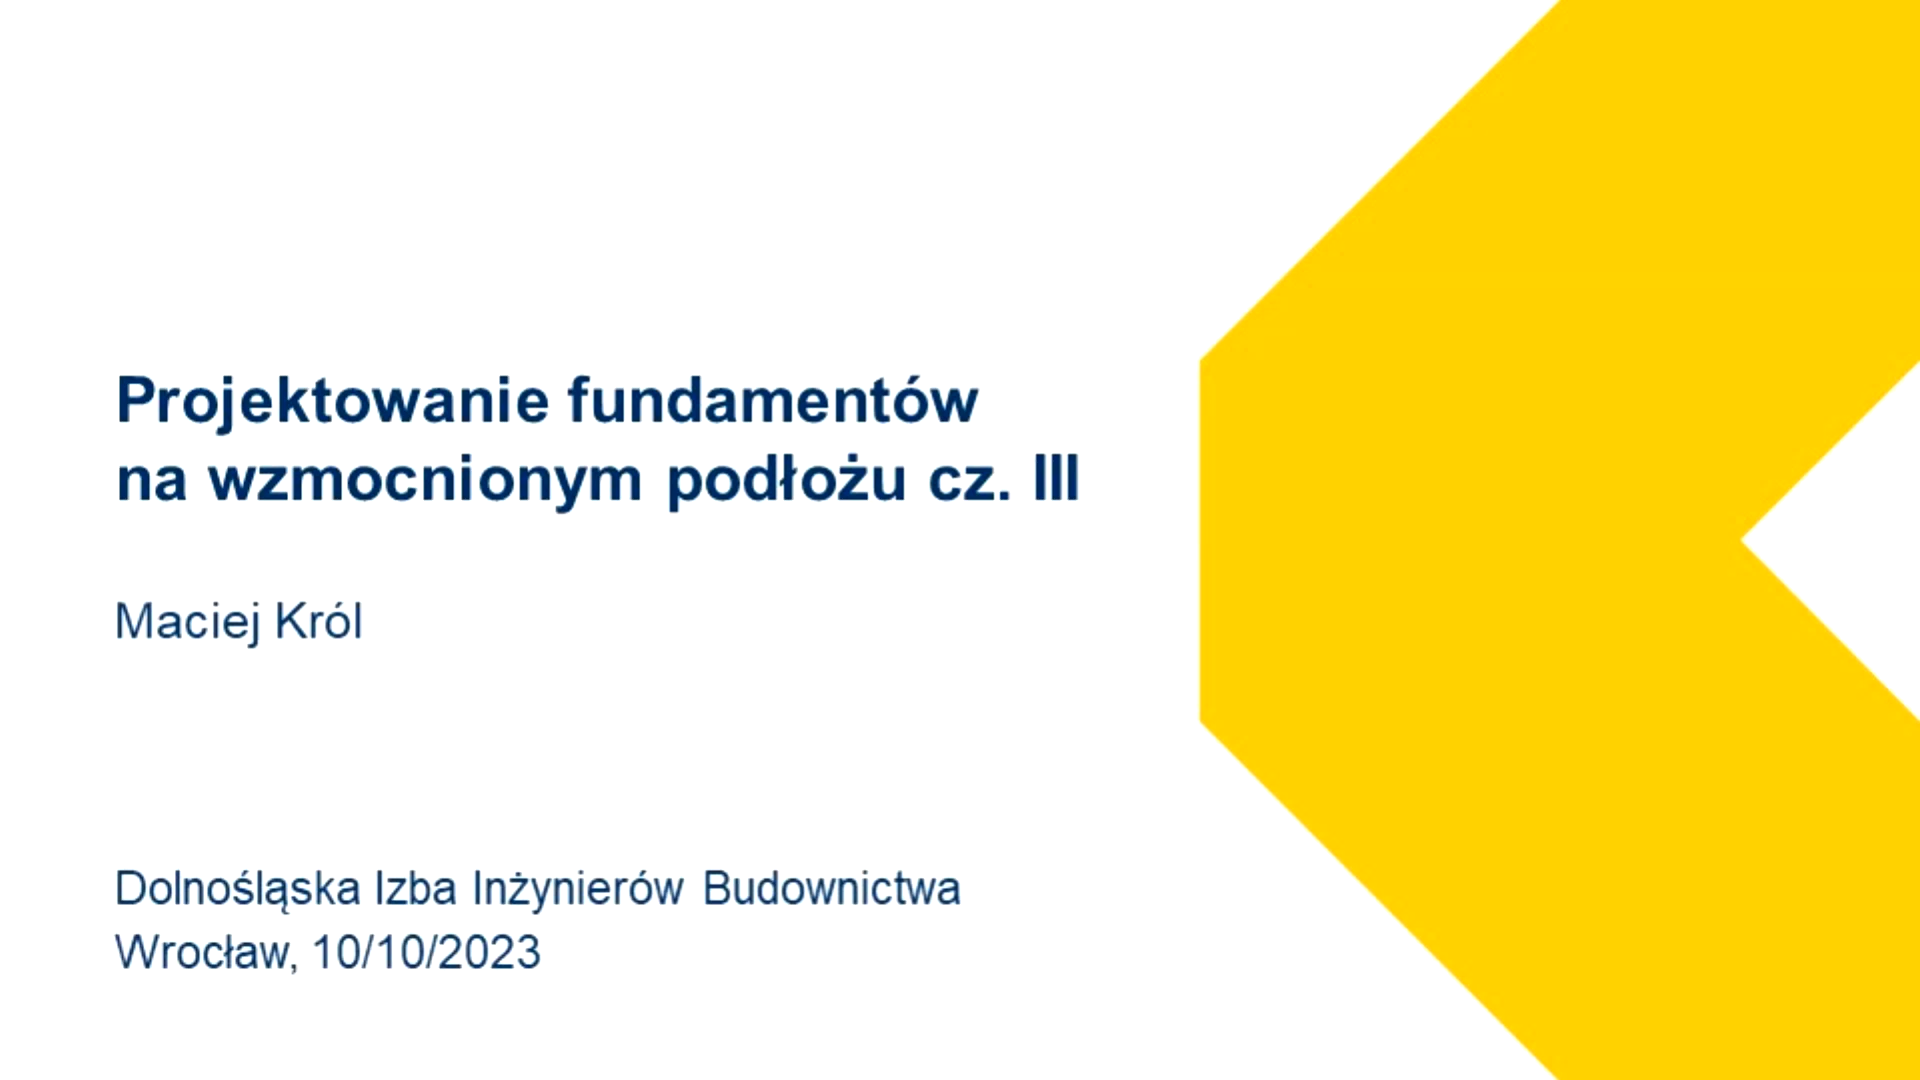 Projektowanie fundamentów
na wzmocnionym podłożu cz. III
Maciej Król
Dolnośląska Izba Inżynierów Budownictwa
Wrocław, 10/10/2023